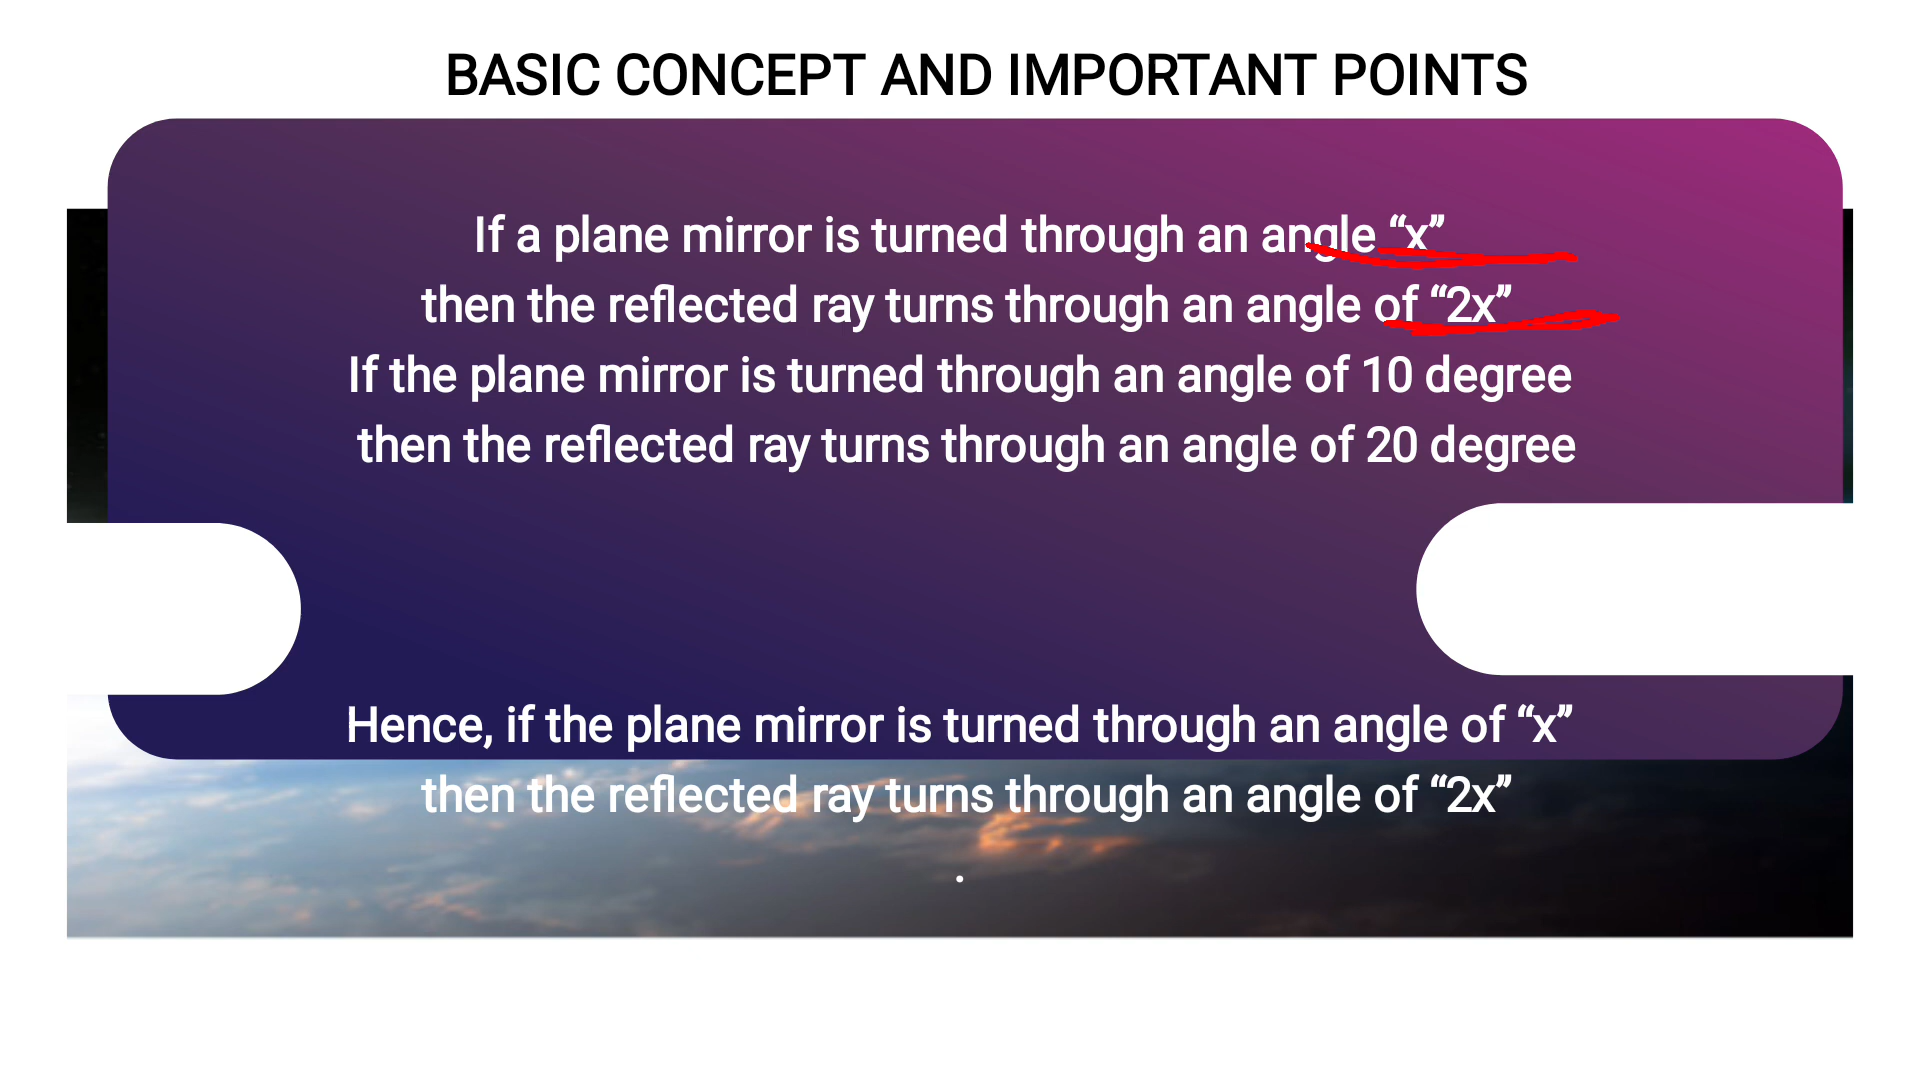 BASIC CONCEPT AND IMPORTANT POINTS
If a plane mirror is turned through an angle “x”
then the reflected ray turns through an angle of “2x”
If the plane mirror is turned through an angle of 10 degree
then the reflected ray turns through an angle of 20 degree
Hence, if the plane mirror is turned through an angle of “x”
then the reflected ray turns through an angle of “2x”
.